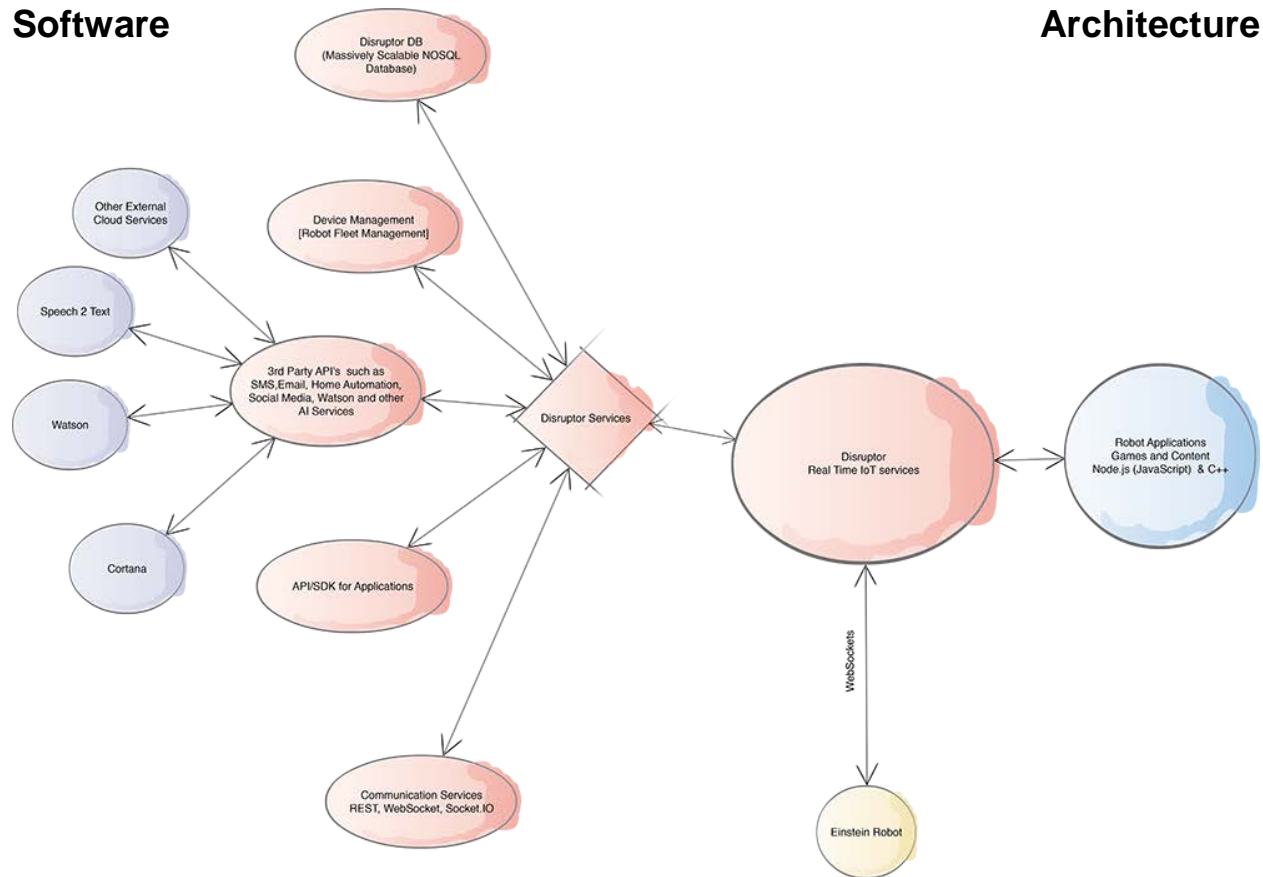 Software
Architecture
Disruptor DB
(Massively Scalable NOSQL
Database)
Other External
Cloud Services
Device Management
[Robot Fleet Management]
Speech 2 Text
3rd Party API's  such as
SMS,Email, Home Automation,
Social Media, Watson and other
AI Services
Watson
Disruptor Services
Disruptor
Real Time IoT services
Robot Applications
Games and Content
Node.js (JavaScript)  & C++
Cortana
API/SDK for Applications
WebSockets
Communication Services
REST, WebSocket, Socket.IO
Einstein Robot